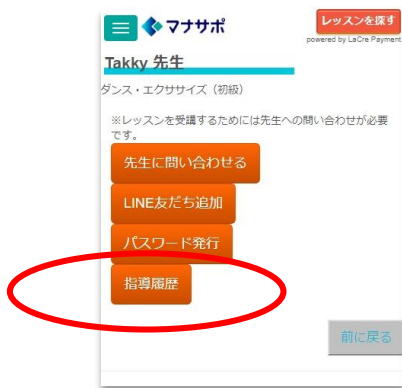 マナサポ
レッスンを探す
powered by LaCre Payment
Takky 先生
ダンス・エクササイズ（初級）
※レッスンを受講するためには先生への問い合わせが必要
です。
先生に問い合わせる
LINE友だち追加
パスワード発行
指導履歴
前に戻る